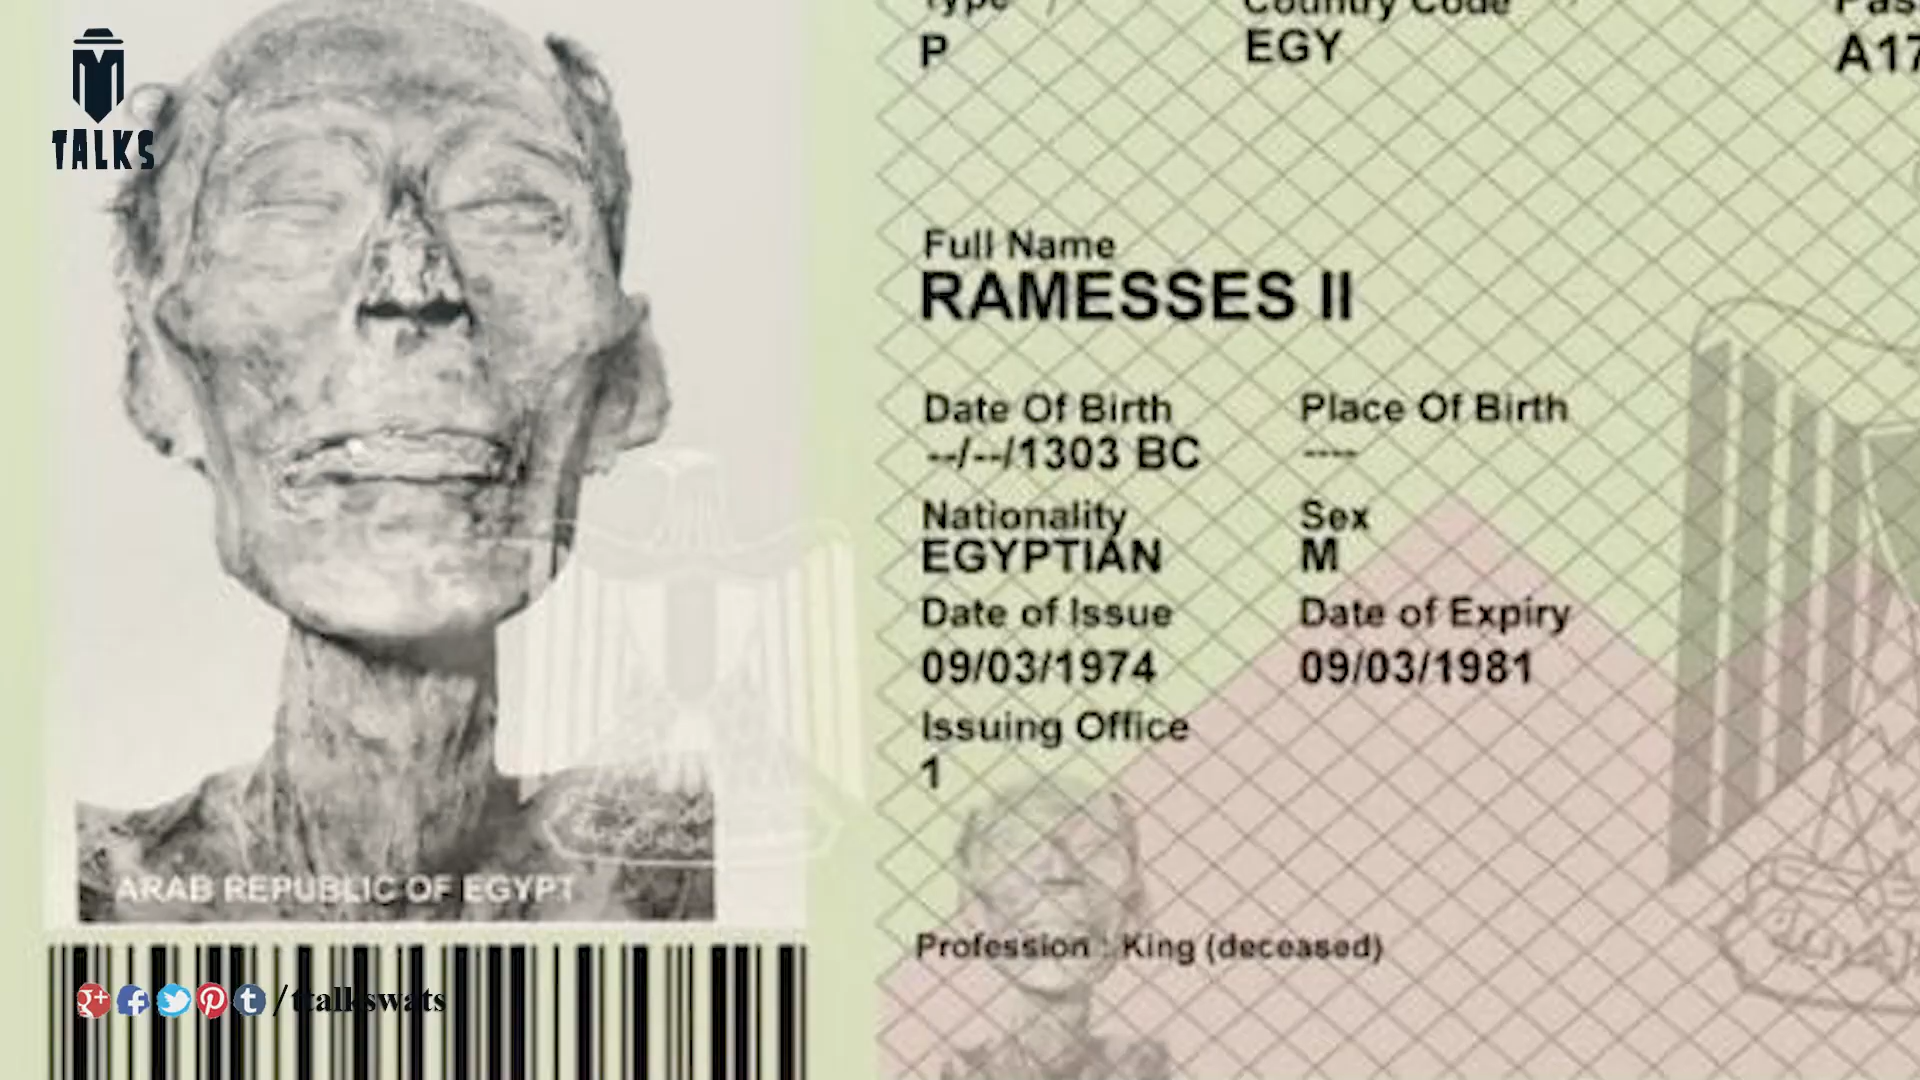 TALKS
Type /
Country Code
P
EGY
A17
Full Name
RAMESSES II
Date Of Birth
Place Of Birth
--/--/1303 BC
----
Nationality
Sex
EGYPTIAN
M
Date of Issue
Date of Expiry
09/03/1974
09/03/1981
Issuing Office
1
ARAB REPUBLIC OF EGYPT
Profession : King (deceased)
/ttalkswats